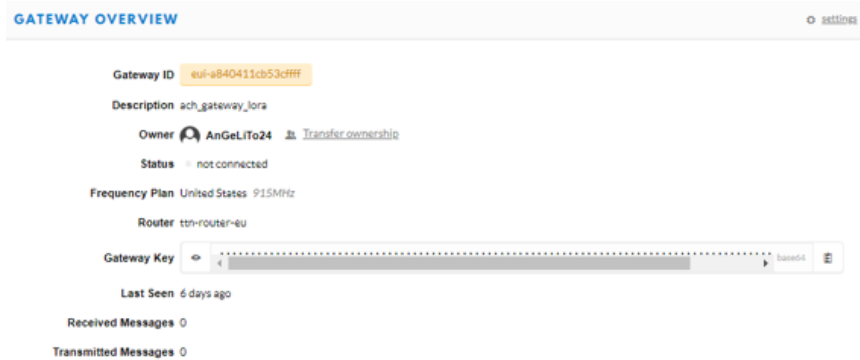 GATEWAY OVERVIEW settings
Gateway ID eui-a840411cb53cffff
Description ach_gateway_lora
Owner AnGeLiTo24 Transfer ownership
Status not connected
Frequency Plan United States 915MHz
Router ttn-router-eu
Gateway Key base64
Last Seen 6 days ago
Received Messages 0
Transmitted Messages 0